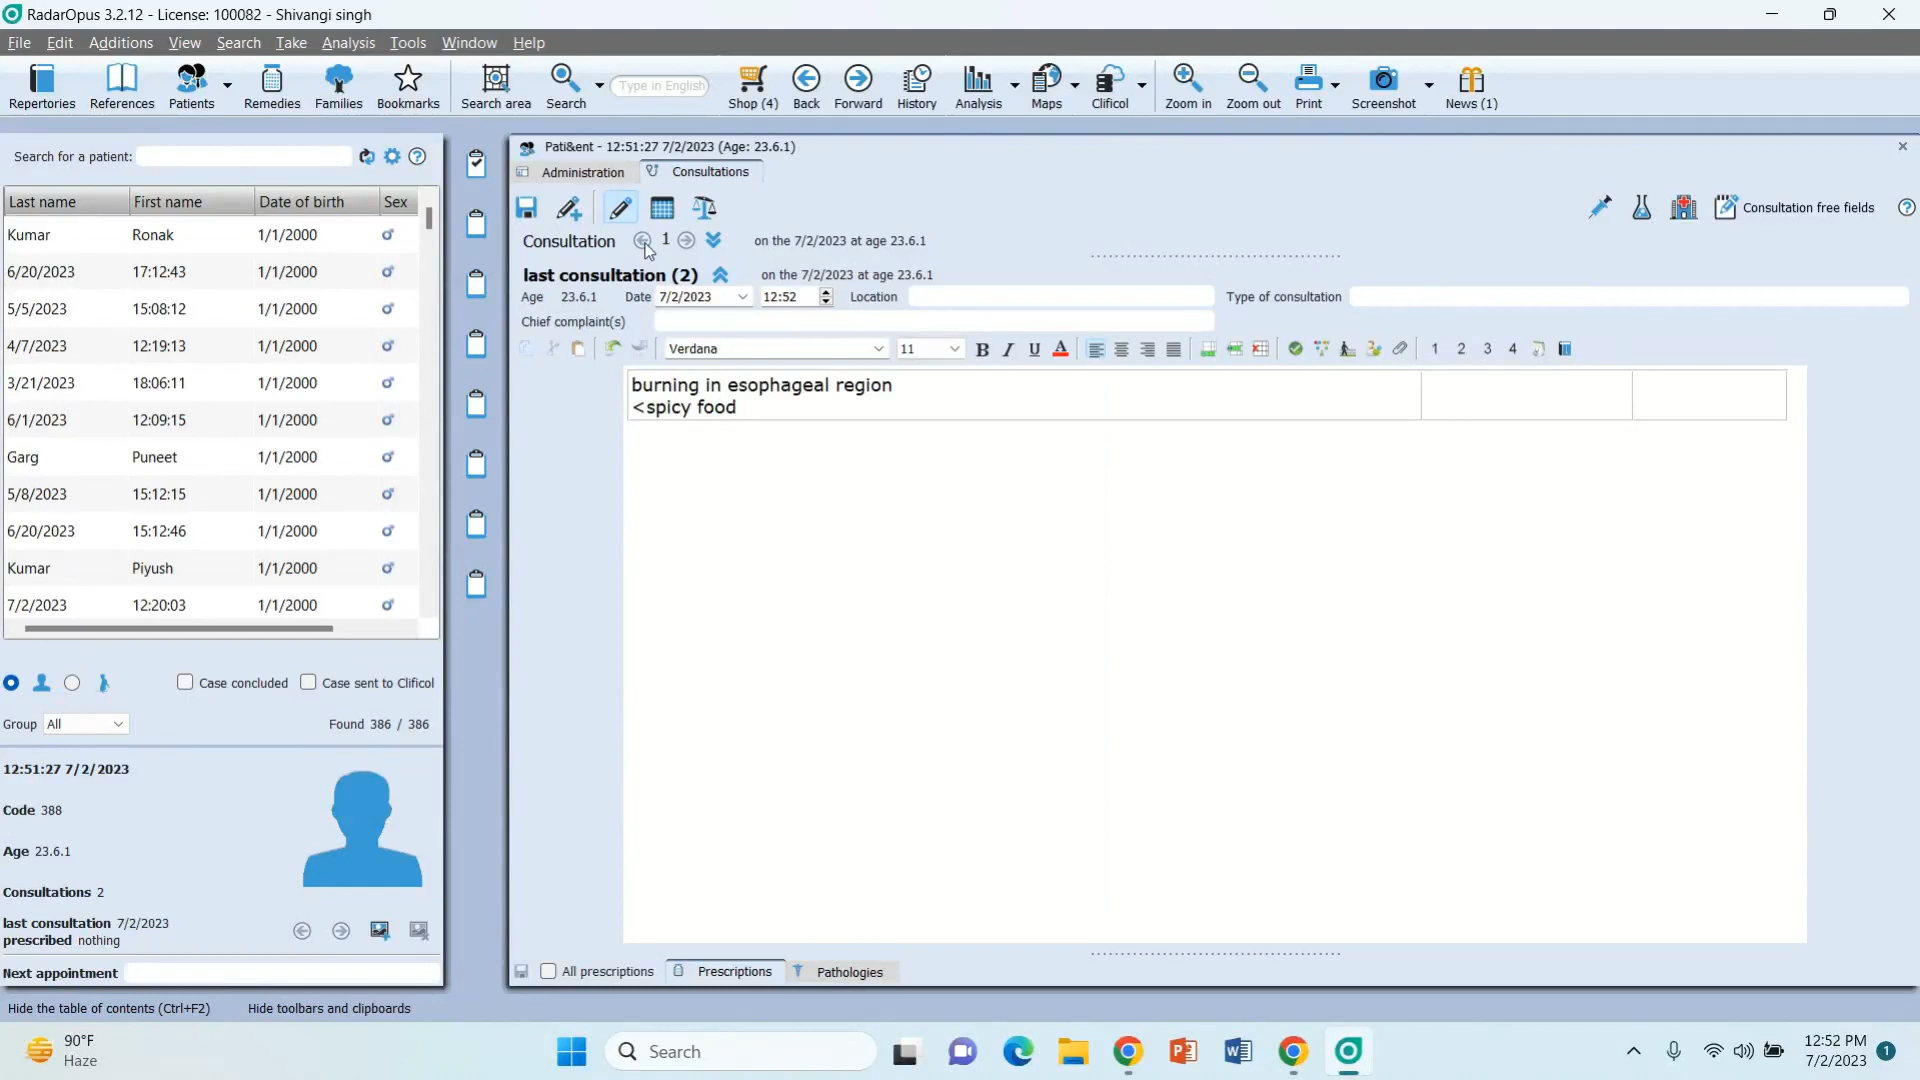 RadarOpus 3.2.12 - License: 100082 - Shivangi singh
File Edit Additions View Search Take Analysis Tools Window Help
Repertories References Patients Remedies Families Bookmarks Search area Search Type in English Shop (4) Back Forward History Analysis Maps Clificol Zoom in Zoom out Print Screenshot News (1)
Search for a patient:
Last name First name Date of birth Sex
Kumar Ronak 1/1/2000
6/20/2023 17:12:43 1/1/2000
5/5/2023 15:08:12 1/1/2000
4/7/2023 12:19:13 1/1/2000
3/21/2023 18:06:11 1/1/2000
6/1/2023 12:09:15 1/1/2000
Garg Puneet 1/1/2000
5/8/2023 15:12:15 1/1/2000
6/20/2023 15:12:46 1/1/2000
Kumar Piyush 1/1/2000
7/2/2023 12:20:03 1/1/2000
Case concluded Case sent to Clificol
Group All Found 386 / 386
12:51:27 7/2/2023
Code 388
Age 23.6.1
Consultations 2
last consultation 7/2/2023
prescribed nothing
Next appointment
Pati&ent - 12:51:27 7/2/2023 (Age: 23.6.1)
Administration Consultations
Consultation free fields
Consultation 1 on the 7/2/2023 at age 23.6.1
last consultation (2) on the 7/2/2023 at age 23.6.1
Age 23.6.1 Date 7/2/2023 12:52 Location Type of consultation
Chief complaint(s)
Verdana 11 B I U A 1 2 3 4
burning in esophageal region
<spicy food
All prescriptions Prescriptions Pathologies
Hide the table of contents (Ctrl+F2) Hide toolbars and clipboards
90°F
Haze
Search
12:52 PM
7/2/2023
1